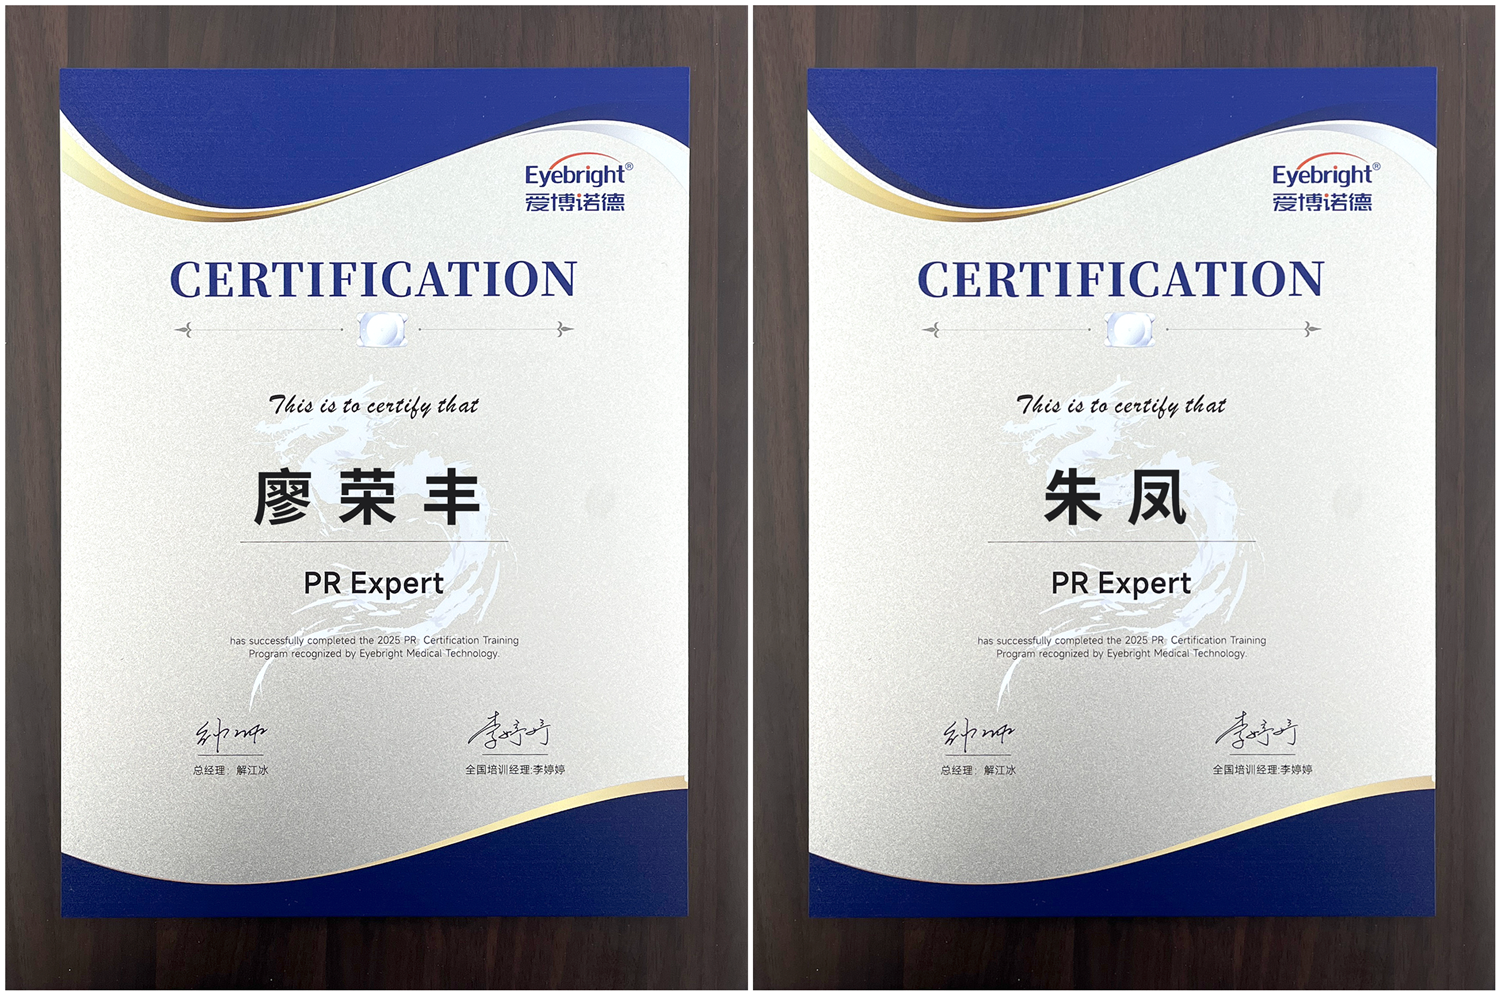 Eyebright®
爱博诺德
CERTIFICATION
This is to certify that
廖荣丰
PR Expert
has successfully completed the 2025 PR Certification Training
Program recognized by Eyebright Medical Technology.
总经理：解江冰
全国培训经理:李婷婷
Eyebright®
爱博诺德
CERTIFICATION
This is to certify that
朱凤
PR Expert
has successfully completed the 2025 PR Certification Training
Program recognized by Eyebright Medical Technology.
总经理：解江冰
全国培训经理:李婷婷